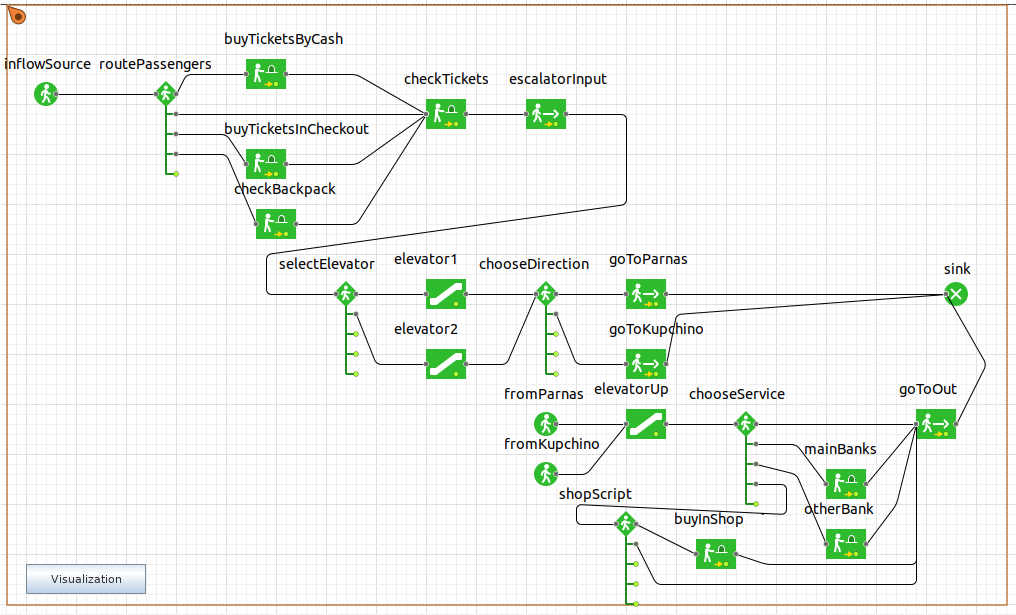 buyTicketsByCash
inflowSource routePassengers
checkTickets escalatorInput
buyTicketsInCheckout
checkBackpack
selectElevator elevator1 chooseDirection goToParnas
sink
elevator2 goToKupchino
fromParnas elevatorUp chooseService goToOut
fromKupchino mainBanks
shopScript buyInShop otherBank
Visualization